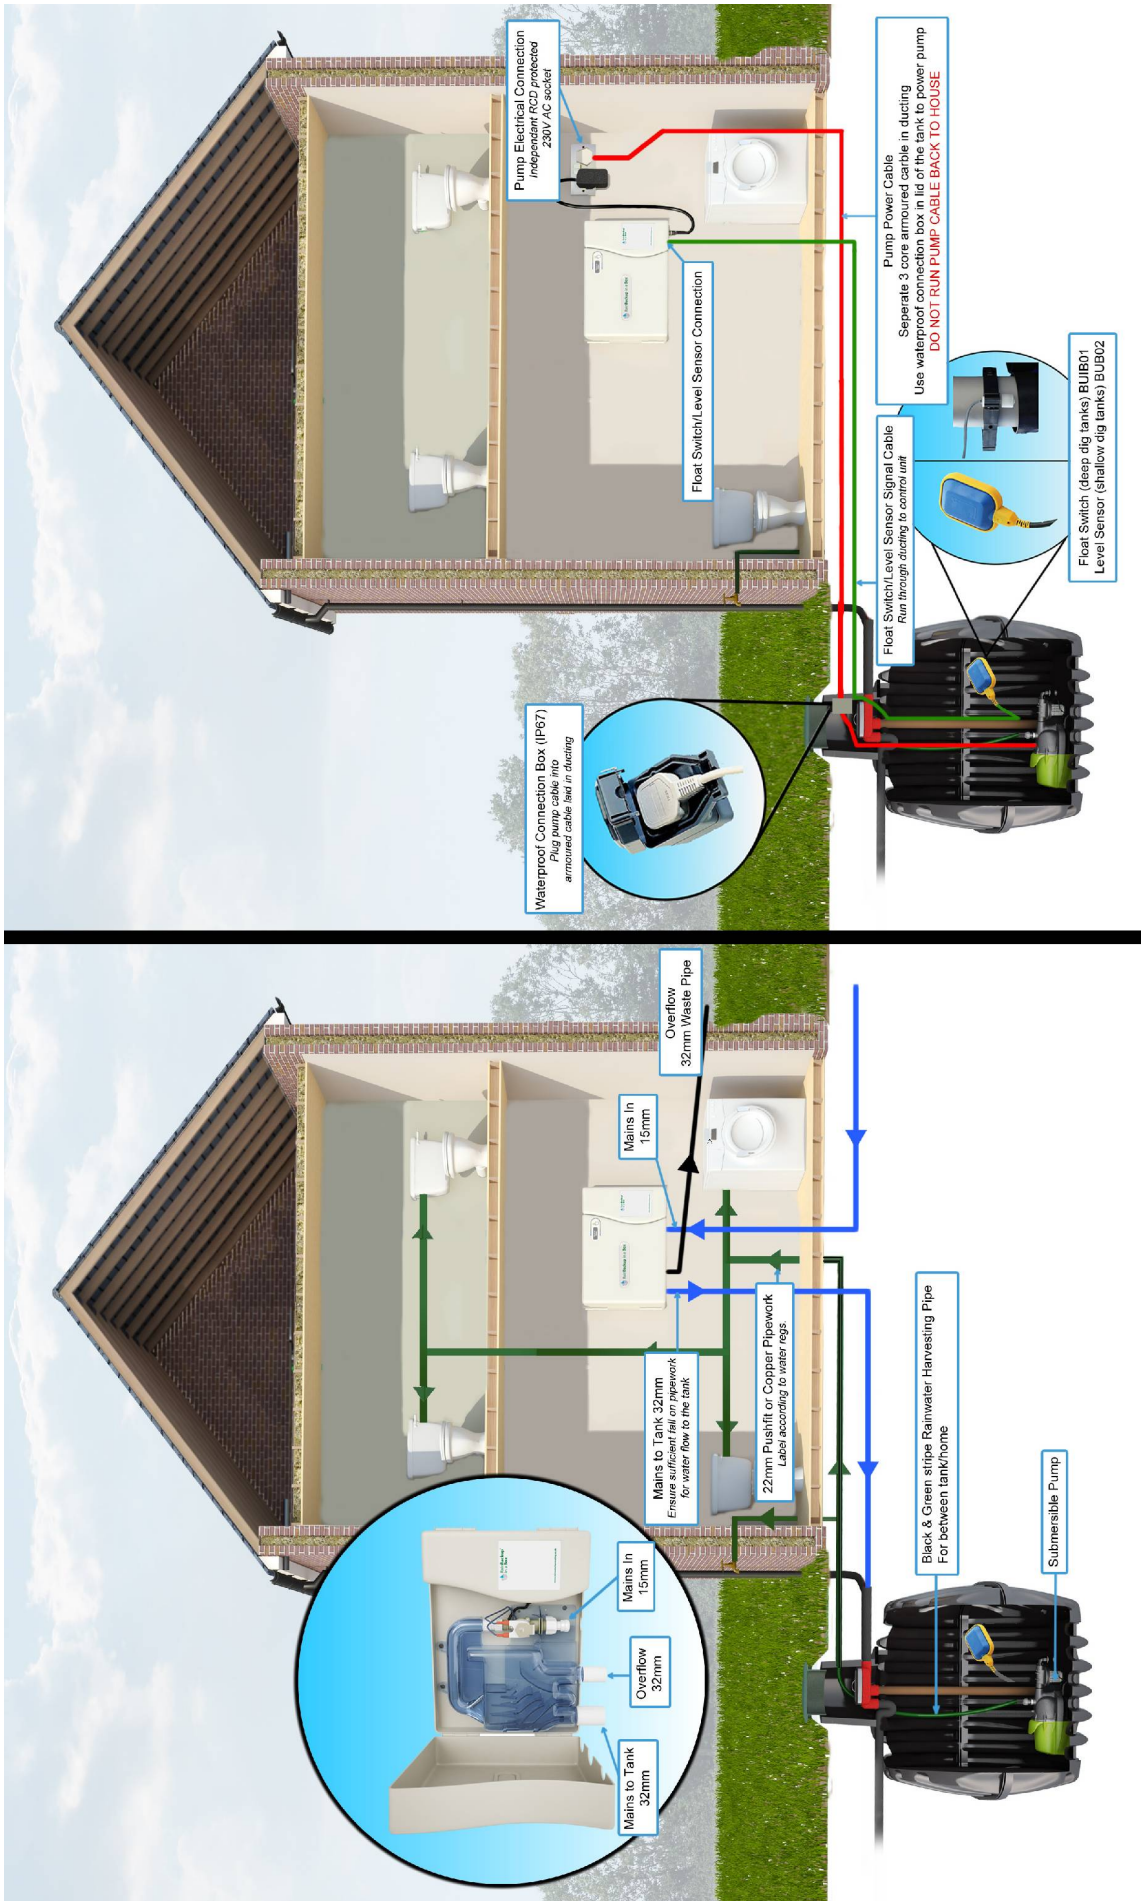 Pump Electrical Connection
Independant RCD protected
230V AC socket
Float Switch/Level Sensor Connection
Pump Power Cable
Seperate 3 core armoured carble in ducting
Use waterproof connection box in lid of the tank to power pump
DO NOT RUN PUMP CABLE BACK TO HOUSE
Float Switch/Level Sensor Signal Cable
Run through ducting to control unit
Float Switch (deep dig tanks) BUIB01
Level Sensor (shallow dig tanks) BUB02
Waterproof Connection Box (IP67)
Plug pump cable into
armoured cable laid in ducting
Overflow
32mm Waste Pipe
Mains In
15mm
Mains to Tank 32mm
Ensure sufficient fall on pipework
for water flow to the tank
22mm Pushfit or Copper Pipework
Label according to water regs.
Black & Green stripe Rainwater Harvesting Pipe
For between tank/home
Submersible Pump
Mains In
15mm
Overflow
32mm
Mains to Tank
32mm